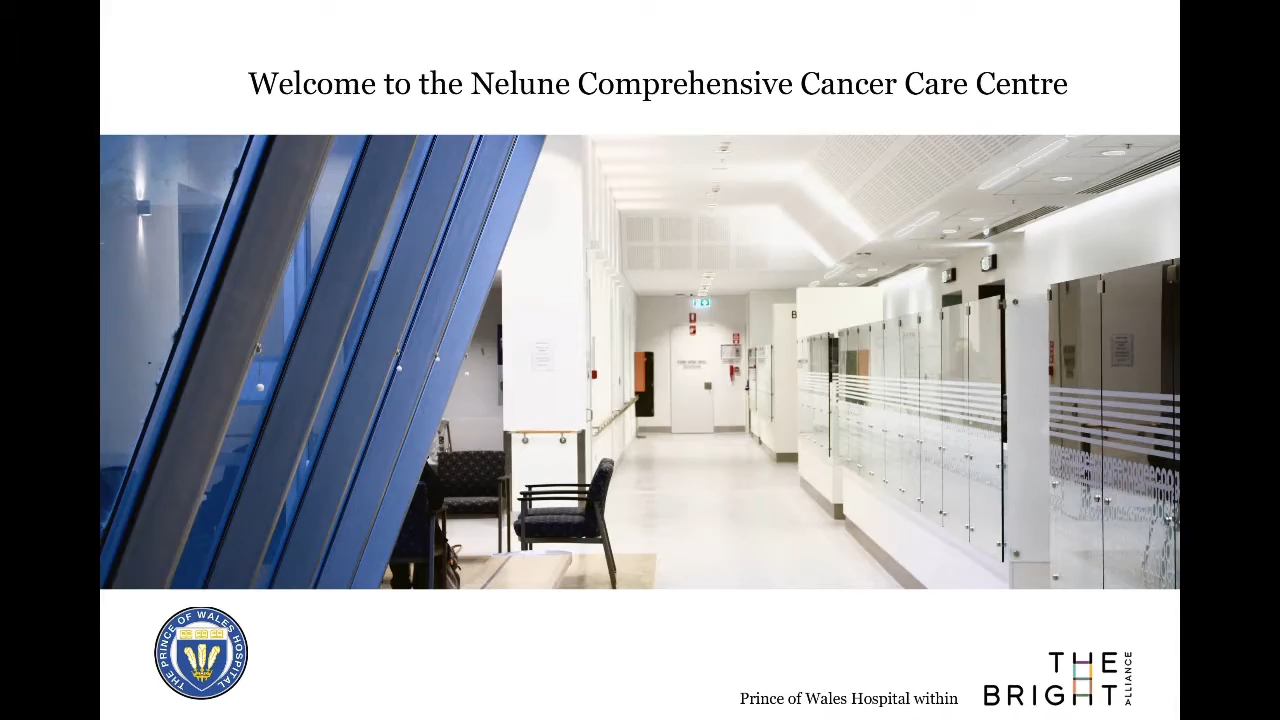 Welcome to the Nelune Comprehensive Cancer Care Centre
THE PRINCE OF WALES HOSPITAL
Prince of Wales Hospital within
THE
BRIGHT
ALLIANCE